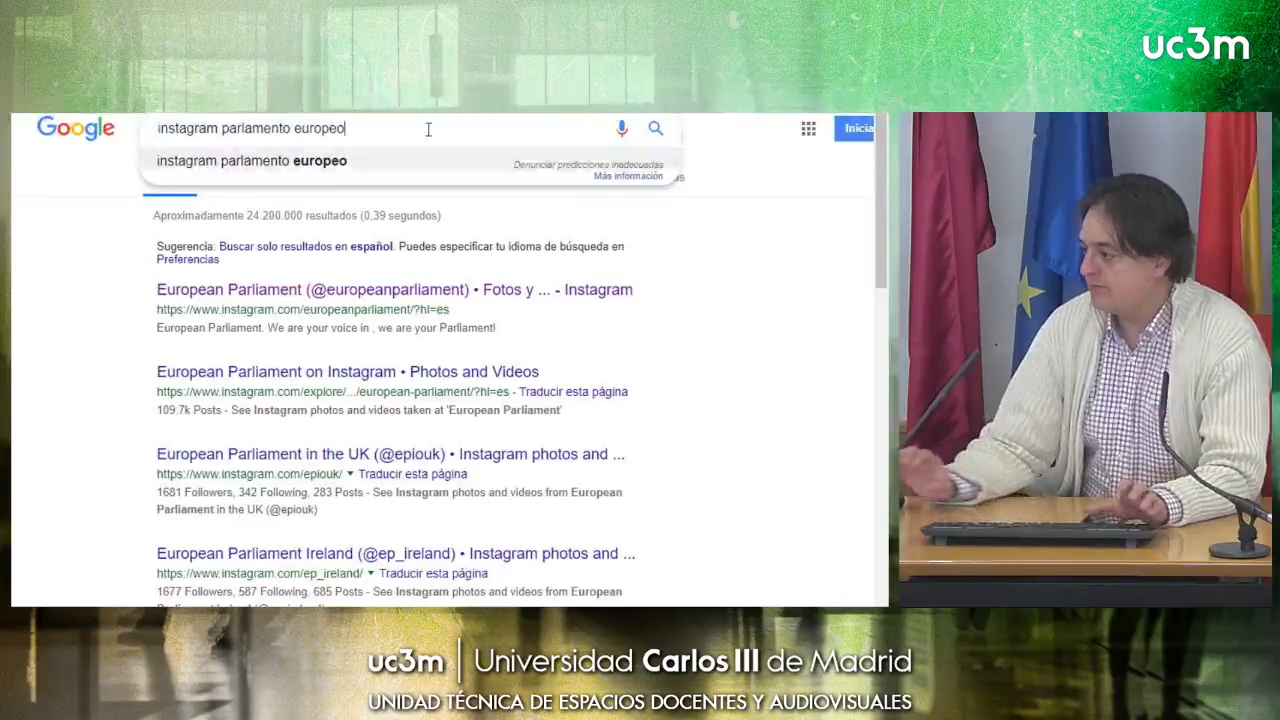 uc3m
Google
instagram parlamento europeo
Inicia
instagram parlamento europeo
Denunciar predicciones inadecuadas
Más información
Aproximadamente 24.200.000 resultados (0,39 segundos)
Sugerencia: Buscar solo resultados en español. Puedes especificar tu idioma de búsqueda en
Preferencias
European Parliament (@europeanparliament) • Fotos y ... - Instagram
https://www.instagram.com/europeanparliament/?hl=es
European Parliament. We are your voice in , we are your Parliament!
European Parliament on Instagram • Photos and Videos
https://www.instagram.com/explore/.../european-parliament/?hl=es - Traducir esta página
109.7k Posts - See Instagram photos and videos taken at 'European Parliament'
European Parliament in the UK (@epiouk) • Instagram photos and ...
https://www.instagram.com/epiouk/ ▼ Traducir esta página
1681 Followers, 342 Following, 283 Posts - See Instagram photos and videos from European
Parliament in the UK (@epiouk)
European Parliament Ireland (@ep_ireland) • Instagram photos and ...
https://www.instagram.com/ep_ireland/ ▼ Traducir esta página
1677 Followers, 587 Following, 685 Posts - See Instagram photos and videos from European
uc3m | Universidad Carlos III de Madrid
UNIDAD TÉCNICA DE ESPACIOS DOCENTES Y AUDIOVISUALES